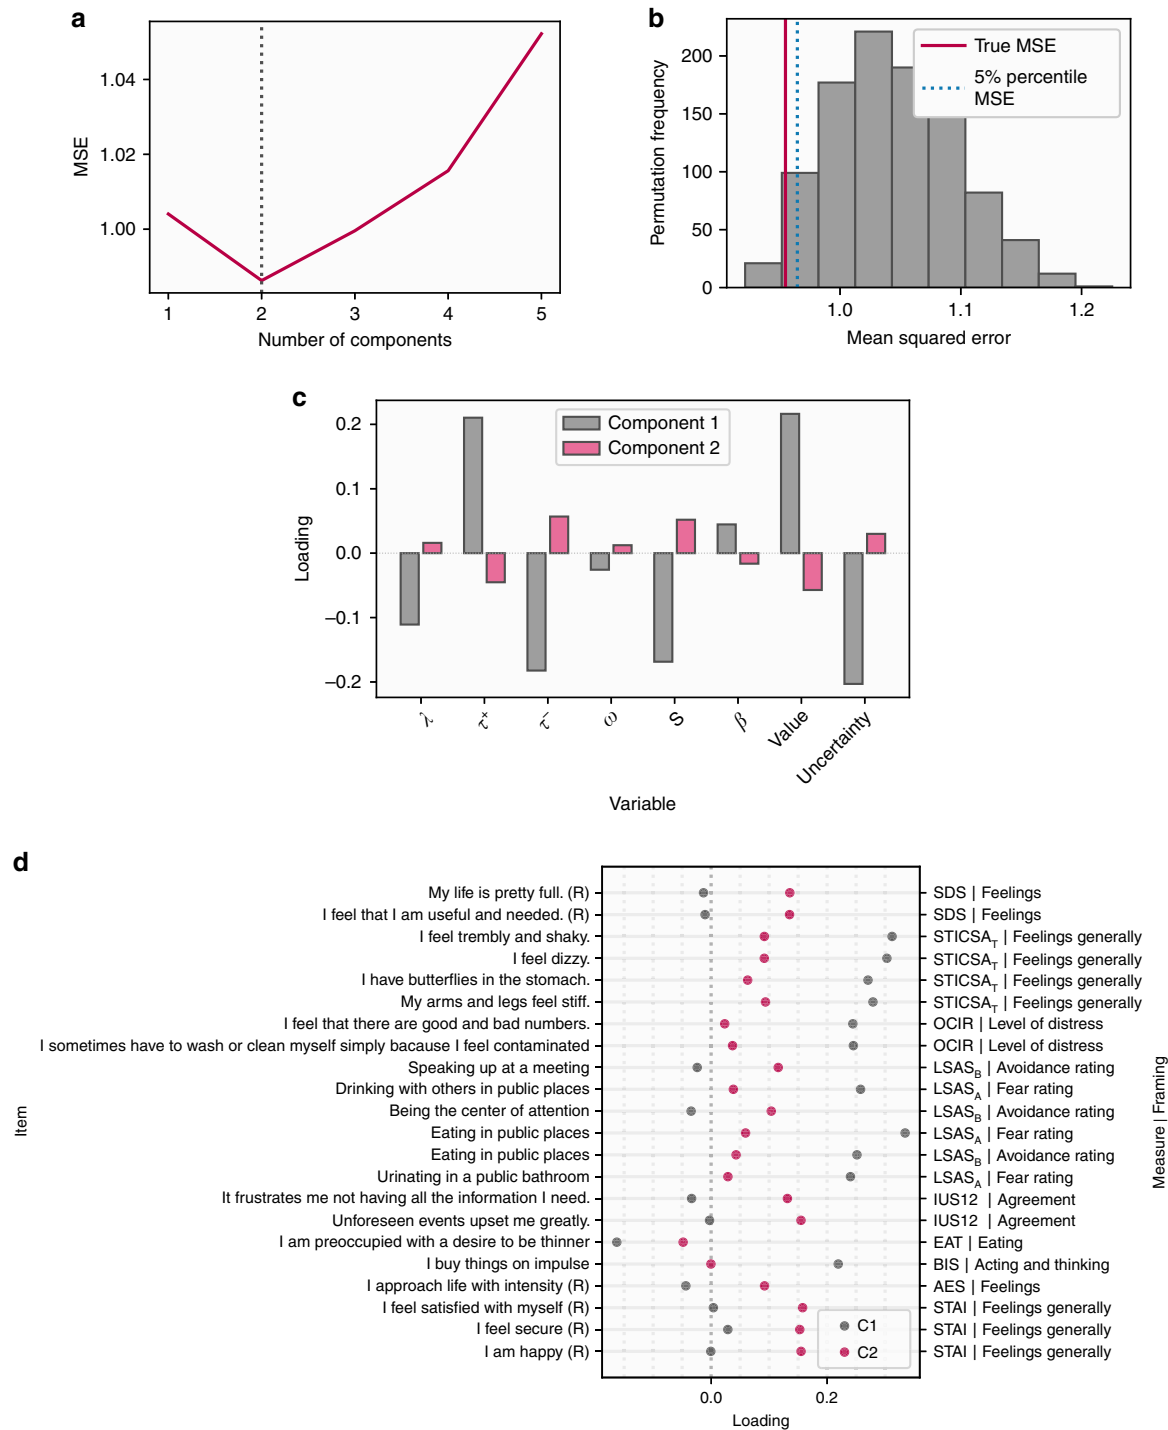 a
1.04
1.02
1.00
MSE
1
2
3
4
5
Number of components
b
200
150
100
50
0
Permutation frequency
True MSE
5% percentile
MSE
1.0
1.1
1.2
Mean squared error
c
0.2
0.1
0.0
−0.1
−0.2
Loading
Component 1
Component 2
λ
τ+
τ-
ω
S
β
Value
Uncertainty
Variable
d
Item
My life is pretty full. (R) SDS | Feelings
I feel that I am useful and needed. (R) SDS | Feelings
I feel trembly and shaky. STICSAT | Feelings generally
I feel dizzy. STICSAT | Feelings generally
I have butterflies in the stomach. STICSAT | Feelings generally
My arms and legs feel stiff. STICSAT | Feelings generally
I feel that there are good and bad numbers. OCIR | Level of distress
I sometimes have to wash or clean myself simply bacause I feel contaminated OCIR | Level of distress
Speaking up at a meeting LSASB | Avoidance rating
Drinking with others in public places LSASA | Fear rating
Being the center of attention LSASB | Avoidance rating
Eating in public places LSASA | Fear rating
Eating in public places LSASB | Avoidance rating
Urinating in a public bathroom LSASA | Fear rating
It frustrates me not having all the information I need. IUS12 | Agreement
Unforeseen events upset me greatly. IUS12 | Agreement
I am preoccupied with a desire to be thinner EAT | Eating
I buy things on impulse BIS | Acting and thinking
I approach life with intensity (R) AES | Feelings
I feel satisfied with myself (R) STAI | Feelings generally
I feel secure (R) STAI | Feelings generally
I am happy (R) STAI | Feelings generally
C1
C2
0.0
0.2
Loading
Measure | Framing